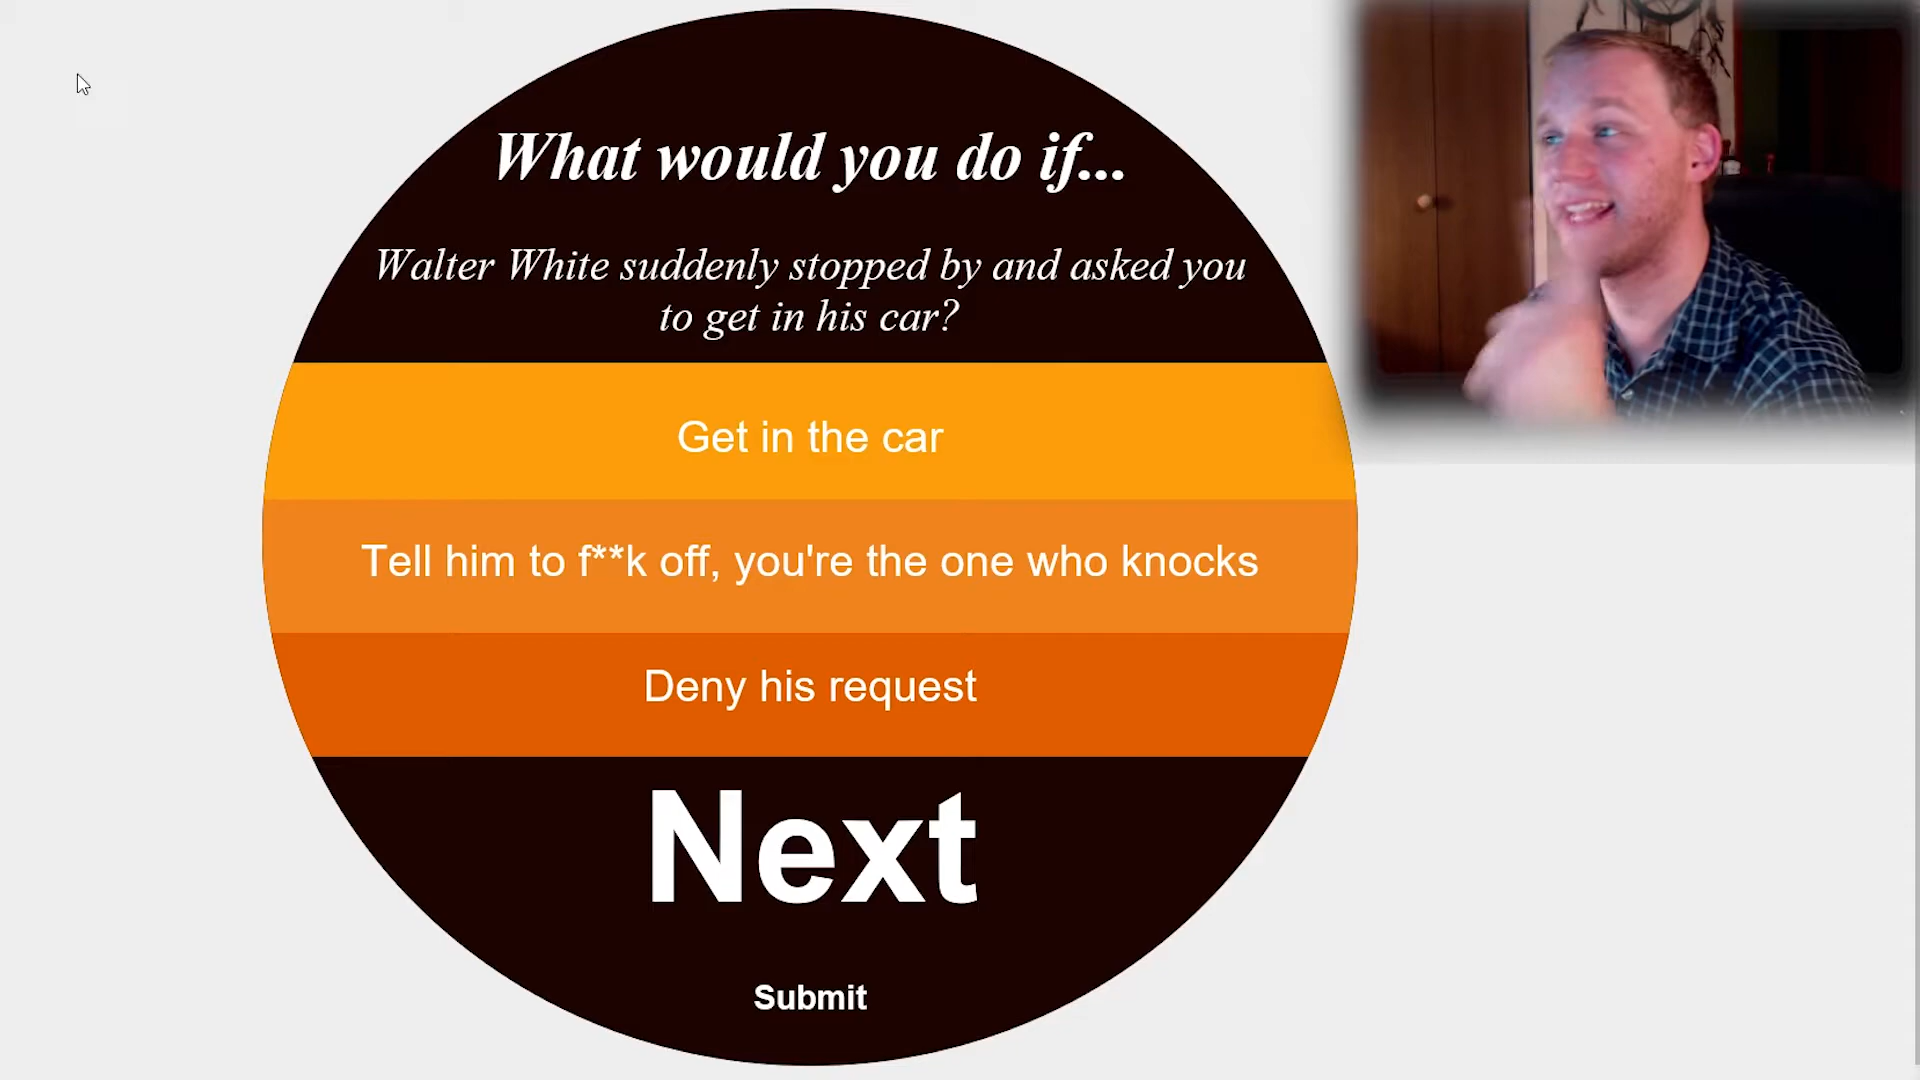 What would you do if...
Walter White suddenly stopped by and asked you
to get in his car?
Get in the car
Tell him to f**k off, you're the one who knocks
Deny his request
Next
Submit